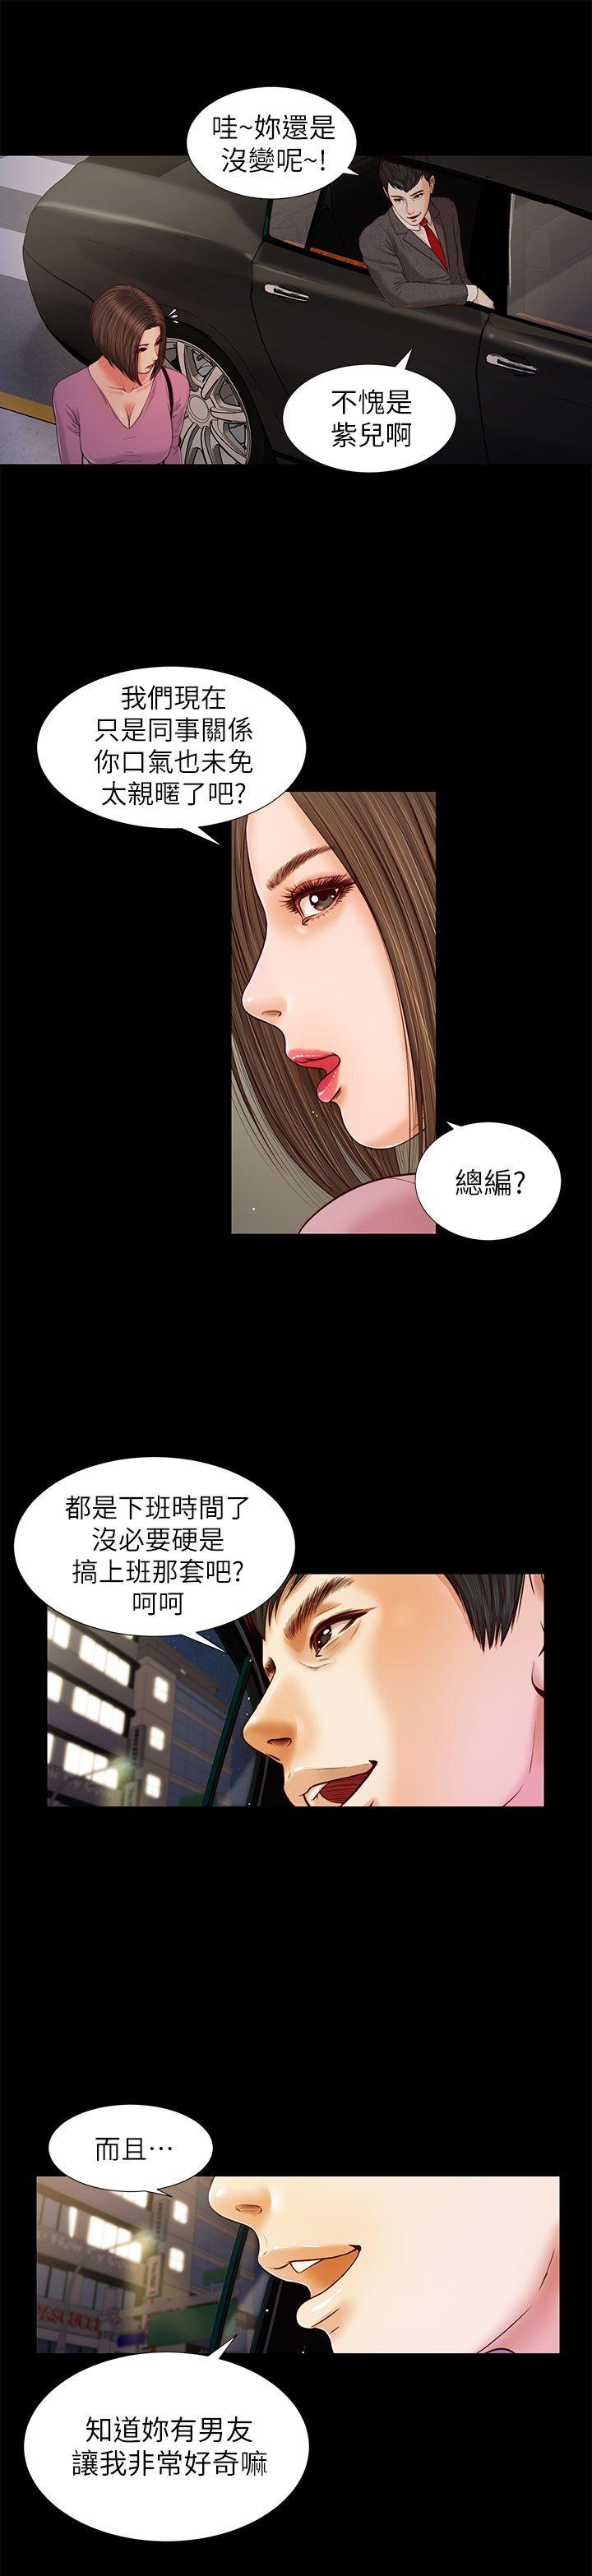 哇~妳還是
沒變呢~!
不愧是
紫兒啊
我們現在
只是同事關係
你口氣也未免
太親暱了吧?
總編?
都是下班時間了
沒必要硬是
搞上班那套吧?
呵呵
而且…
PASCUCCI
知道妳有男友
讓我非常好奇嘛